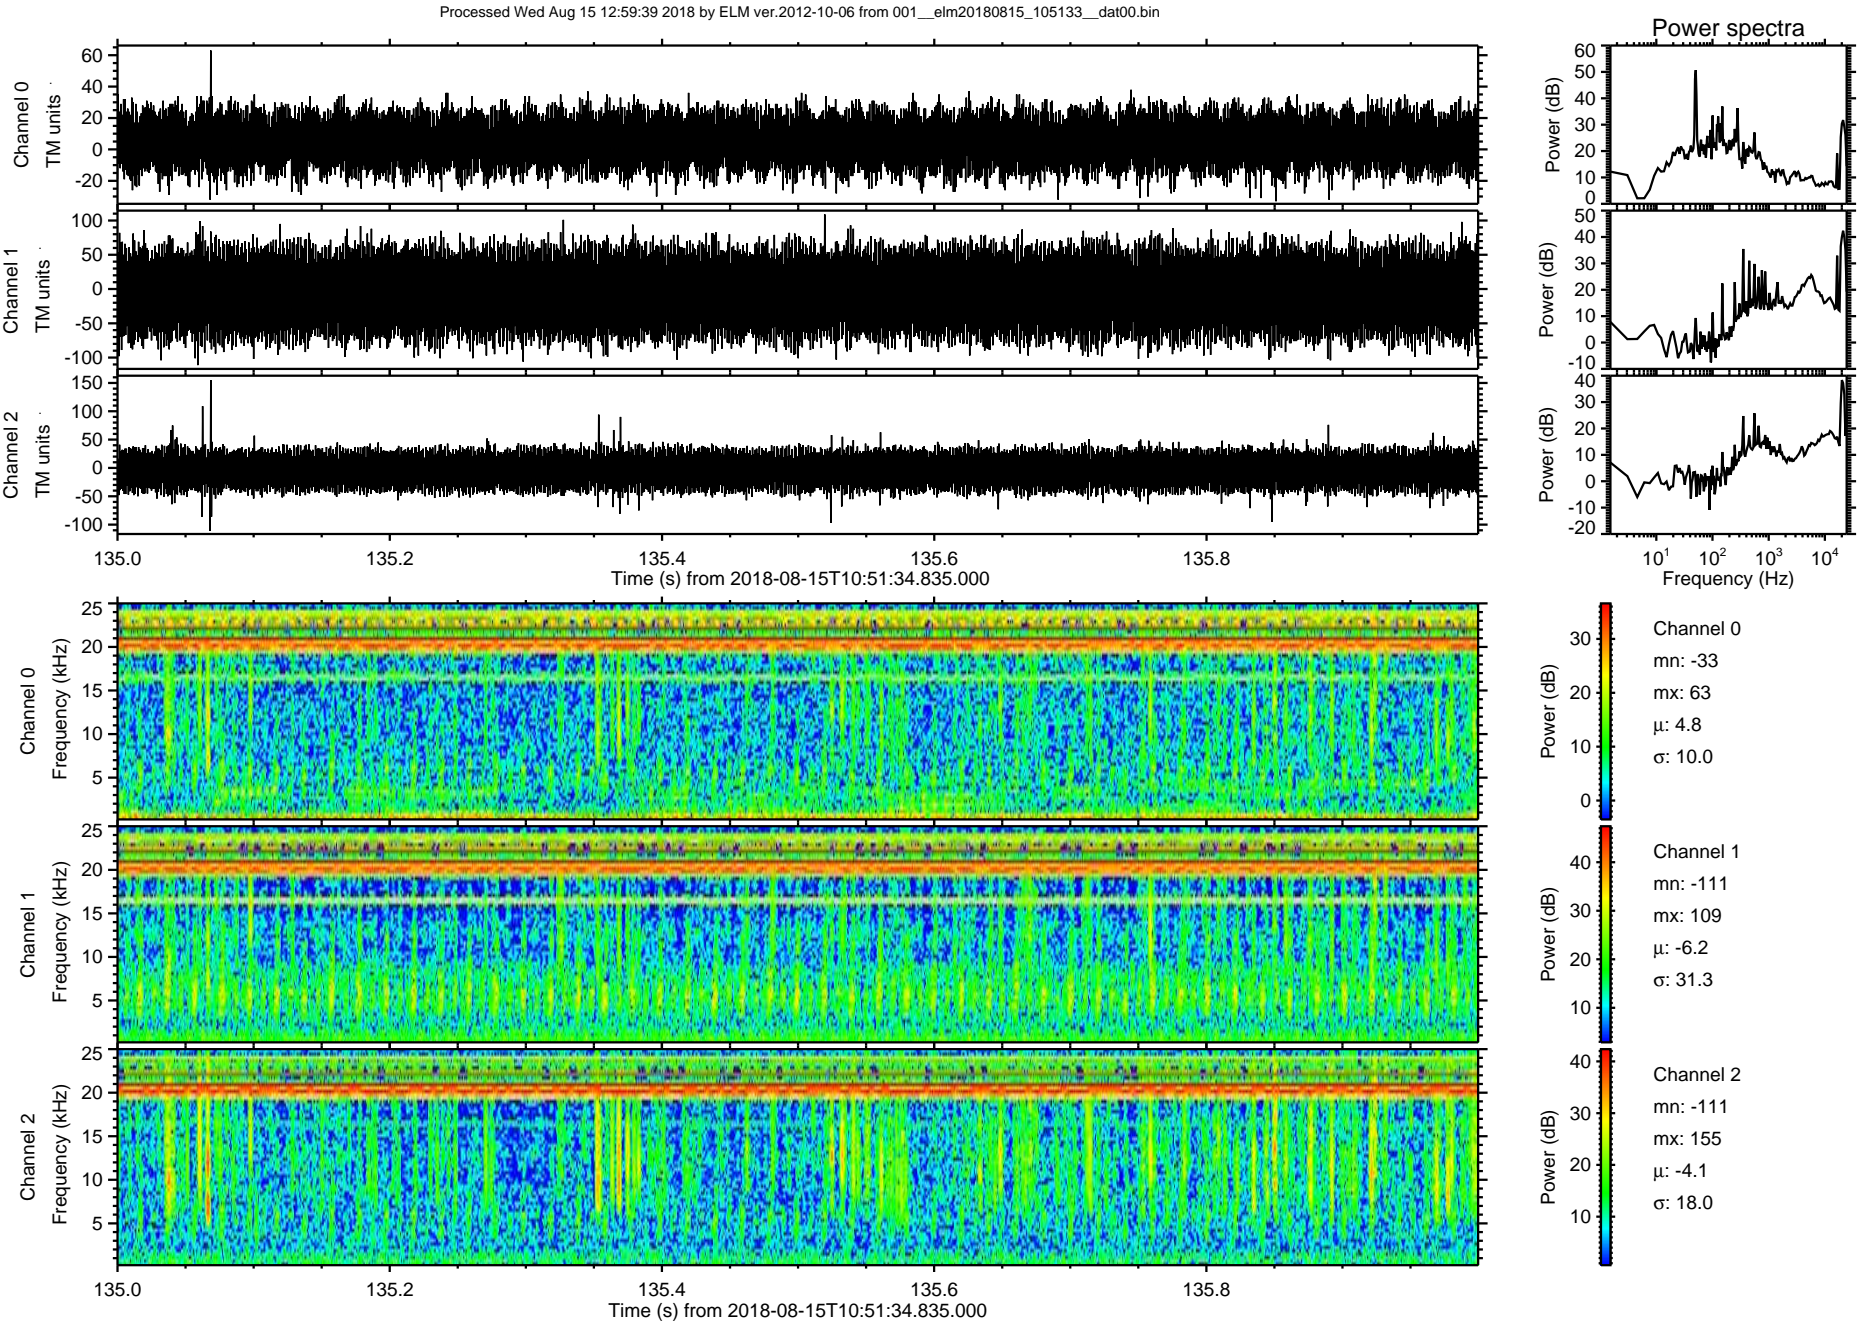 Processed Wed Aug 15 12:59:39 2018 by ELM ver.2012-10-06 from 001__elm20180815_105133__dat00.bin
Power spectra
Channel 0
TM units
60
40
20
0
-20
Power (dB)
60
50
40
30
20
10
0
Channel 1
TM units
100
50
0
-50
-100
Power (dB)
50
40
30
20
10
0
-10
Channel 2
TM units
150
100
50
0
-50
-100
Power (dB)
40
30
20
10
0
-10
-20
135.0 135.2 135.4 135.6 135.8
Time (s) from 2018-08-15T10:51:34.835.000
10^1 10^2 10^3 10^4
Frequency (Hz)
Channel 0
Frequency (kHz)
25
20
15
10
5
Power (dB)
30
20
10
0
Channel 0
mn: -33
mx: 63
μ: 4.8
σ: 10.0
Channel 1
Frequency (kHz)
25
20
15
10
5
Power (dB)
40
30
20
10
Channel 1
mn: -111
mx: 109
μ: -6.2
σ: 31.3
Channel 2
Frequency (kHz)
25
20
15
10
5
Power (dB)
40
30
20
10
Channel 2
mn: -111
mx: 155
μ: -4.1
σ: 18.0
135.0 135.2 135.4 135.6 135.8
Time (s) from 2018-08-15T10:51:34.835.000